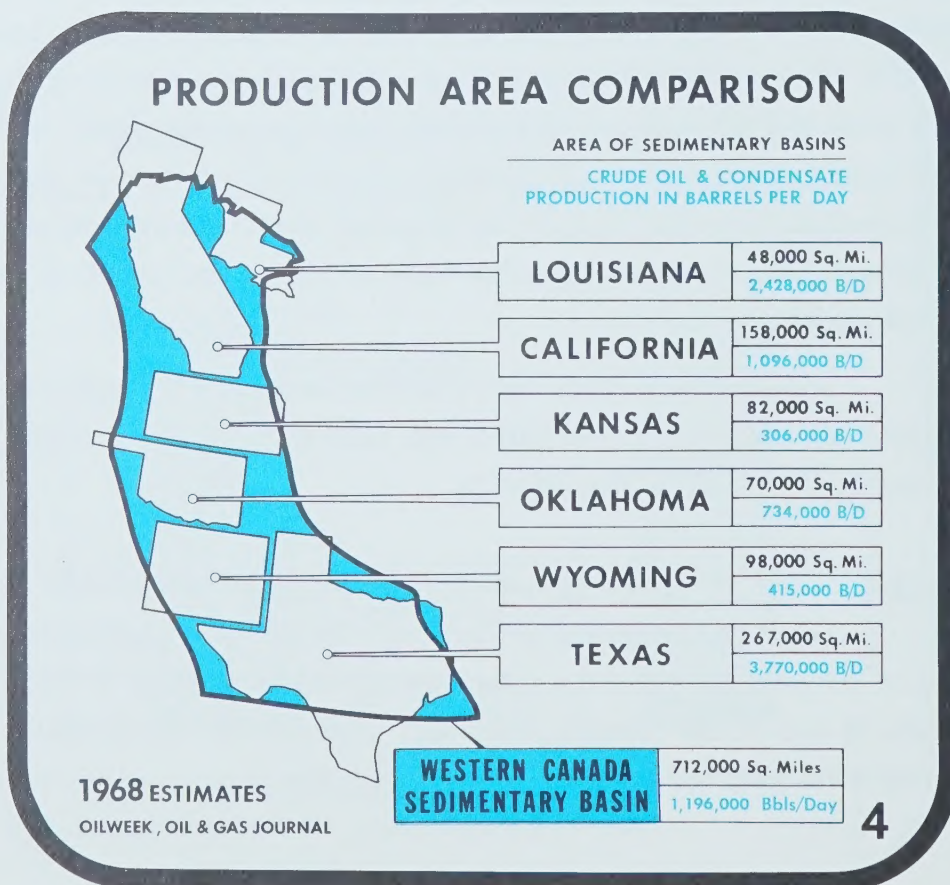 PRODUCTION AREA COMPARISON
AREA OF SEDIMENTARY BASINS
CRUDE OIL & CONDENSATE
PRODUCTION IN BARRELS PER DAY
LOUISIANA
48,000 Sq. Mi.
2,428,000 B/D
CALIFORNIA
158,000 Sq. Mi.
1,096,000 B/D
KANSAS
82,000 Sq. Mi.
306,000 B/D
OKLAHOMA
70,000 Sq. Mi.
734,000 B/D
WYOMING
98,000 Sq. Mi.
415,000 B/D
TEXAS
267,000 Sq. Mi.
3,770,000 B/D
WESTERN CANADA
SEDIMENTARY BASIN
712,000 Sq. Miles
1,196,000 Bbls/Day
1968 ESTIMATES
OILWEEK, OIL & GAS JOURNAL
4